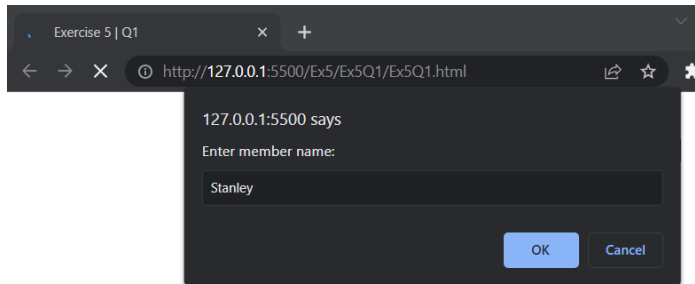 Exercise 5 | Q1
http://127.0.0.1:5500/Ex5/Ex5Q1/Ex5Q1.html
127.0.0.1:5500 says
Enter member name:
Stanley
OK Cancel